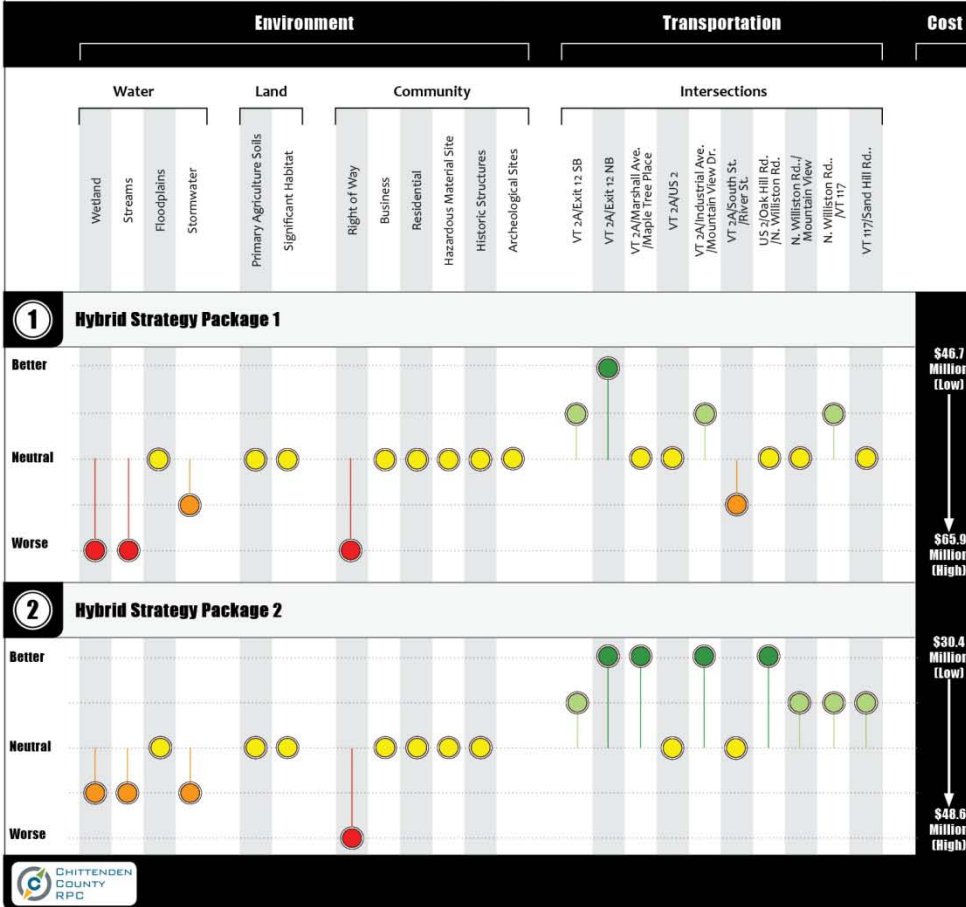 Environment
Transportation
Cost
Water
Land
Community
Intersections
Wetland
Streams
Floodplains
Stormwater
Primary Agriculture Soils
Significant Habitat
Right of Way
Business
Residential
Hazardous Material Site
Historic Structures
Archeological Sites
VT 2A/Exit 12 SB
VT 2A/Exit 12 NB
VT 2A/Marshall Ave.
/Maple Tree Place
VT 2A/US 2
VT 2A/Industrial Ave.
/Mountain View Dr.
VT 2A/South St.
/River St.
US 2/Oak Hill Rd.
/N. Williston Rd.
N. Williston Rd../
Mountain View
N. Williston Rd..
/VT 117
VT 117/Sand Hill Rd..
1
Hybrid Strategy Package 1
Better
Neutral
Worse
$46.7
Million
(Low)
$65.9
Million
(High)
2
Hybrid Strategy Package 2
Better
Neutral
Worse
$30.4
Million
(Low)
$48.6
Million
(High)
C
CHITTENDEN
COUNTY
RPC